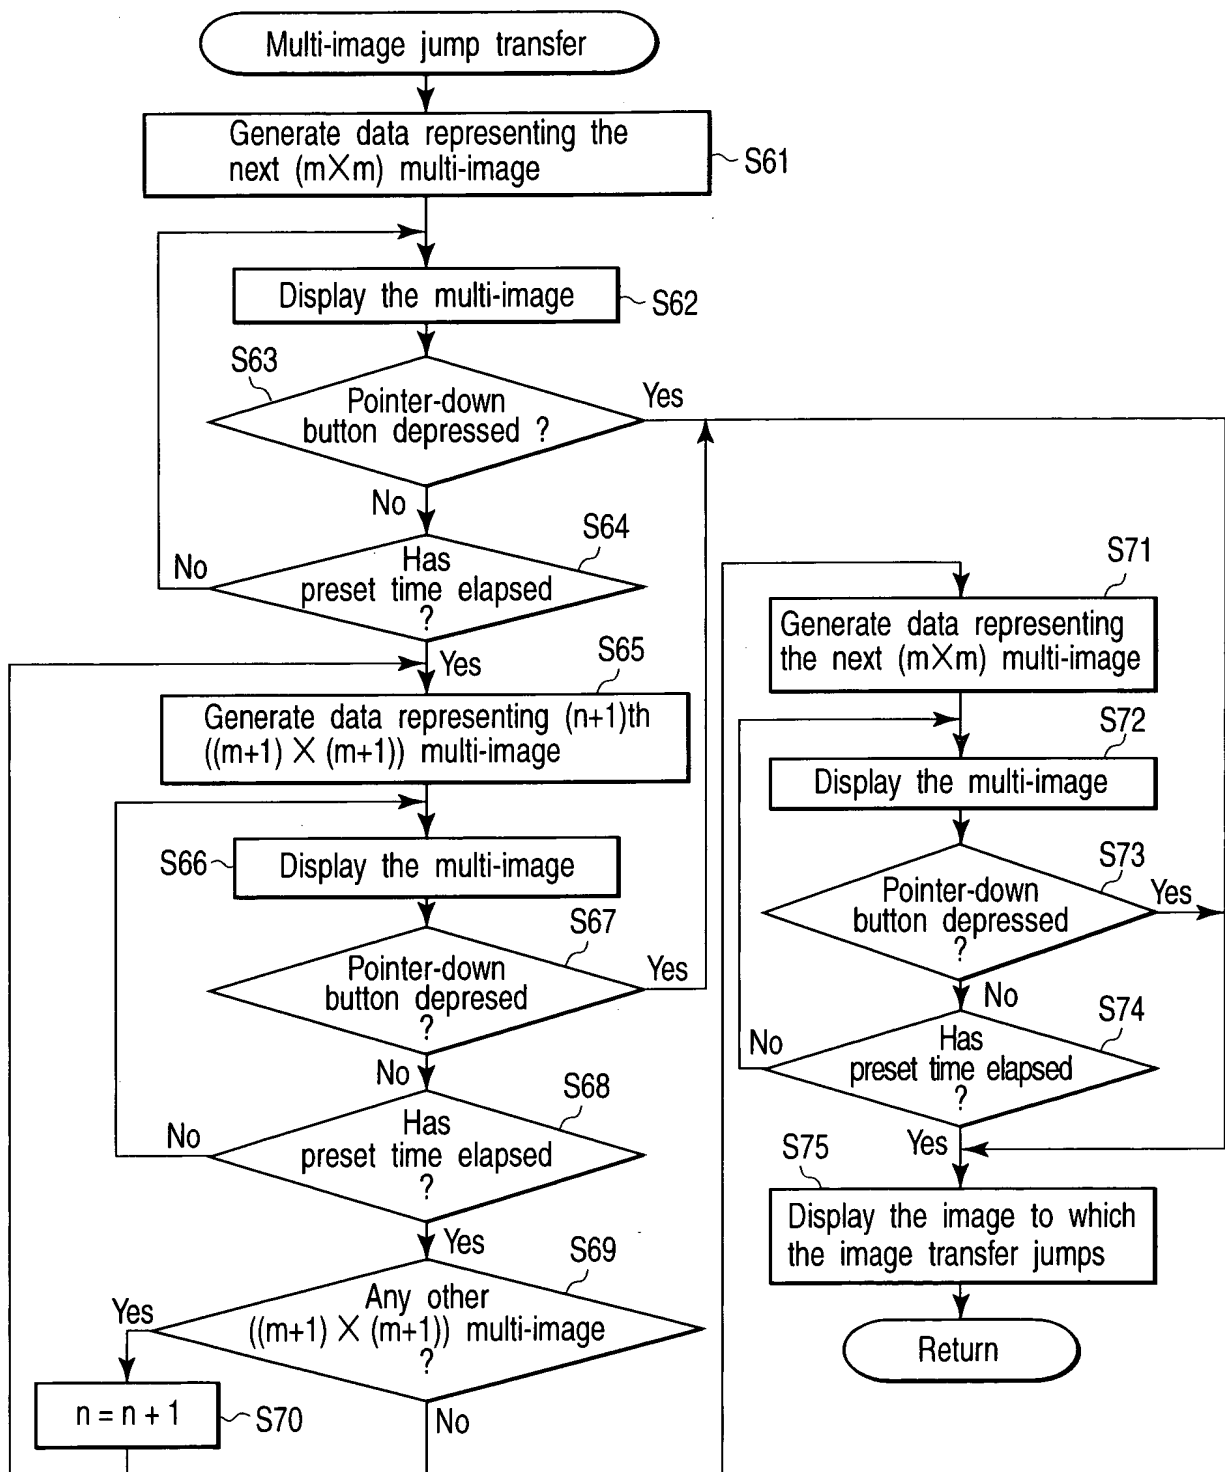 Multi-image jump transfer
Generate data representing the
next (m×m) multi-image
S61
Display the multi-image
S62
S63
Pointer-down
button depressed ?
Yes
No
S64
Has
preset time elapsed
?
No
Yes
S65
Generate data representing (n+1)th
((m+1) × (m+1)) multi-image
S66
Display the multi-image
S67
Pointer-down
button depresed
?
Yes
No
S68
Has
preset time elapsed
?
No
Yes
S69
Any other
((m+1) × (m+1)) multi-image
?
Yes
No
n = n + 1
S70
S71
Generate data representing
the next (m×m) multi-image
S72
Display the multi-image
S73
Pointer-down
button depressed
?
Yes
No
S74
Has
preset time elapsed
?
No
Yes
S75
Display the image to which
the image transfer jumps
Return